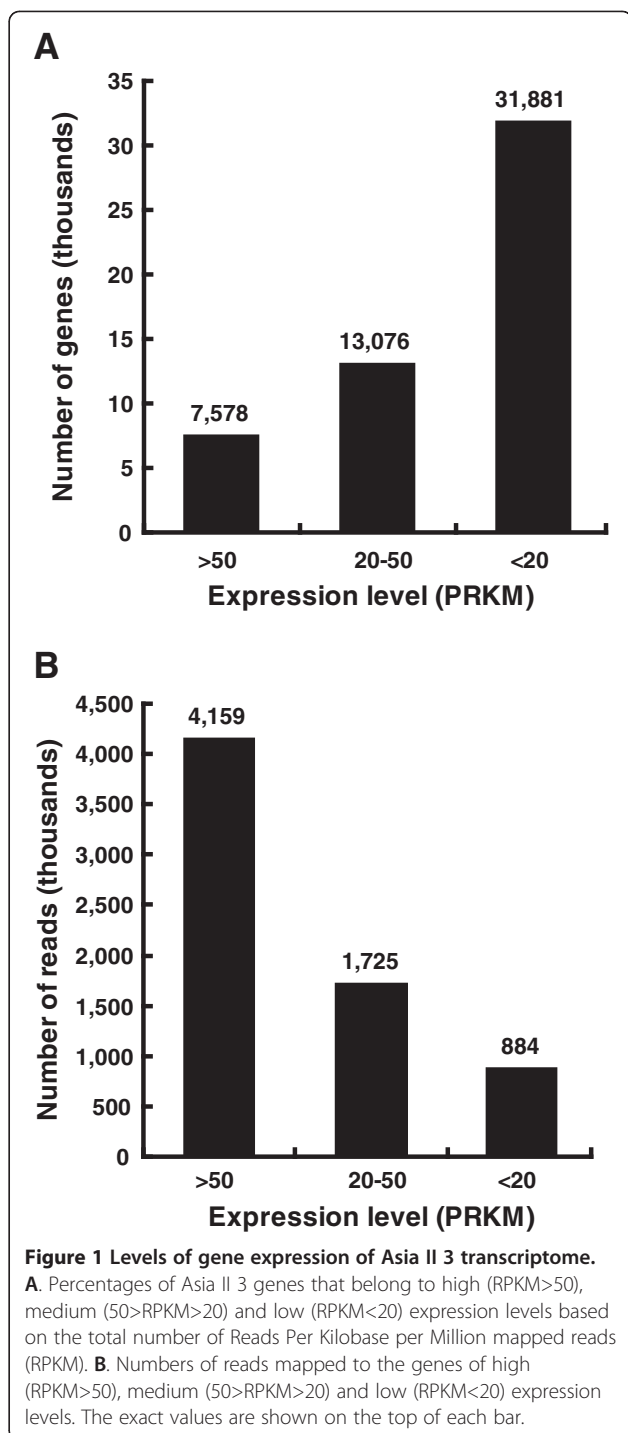 A
Number of genes (thousands)
35
30
25
20
15
10
5
0
7,578
13,076
31,881
>50
20-50
<20
Expression level (PRKM)
B
Number of reads (thousands)
4,500
4,000
3,500
3,000
2,500
2,000
1,500
1,000
500
0
4,159
1,725
884
>50
20-50
<20
Expression level (PRKM)
Figure 1 Levels of gene expression of Asia II 3 transcriptome.
A. Percentages of Asia II 3 genes that belong to high (RPKM>50),
medium (50>RPKM>20) and low (RPKM<20) expression levels based
on the total number of Reads Per Kilobase per Million mapped reads
(RPKM). B. Numbers of reads mapped to the genes of high
(RPKM>50), medium (50>RPKM>20) and low (RPKM<20) expression
levels. The exact values are shown on the top of each bar.